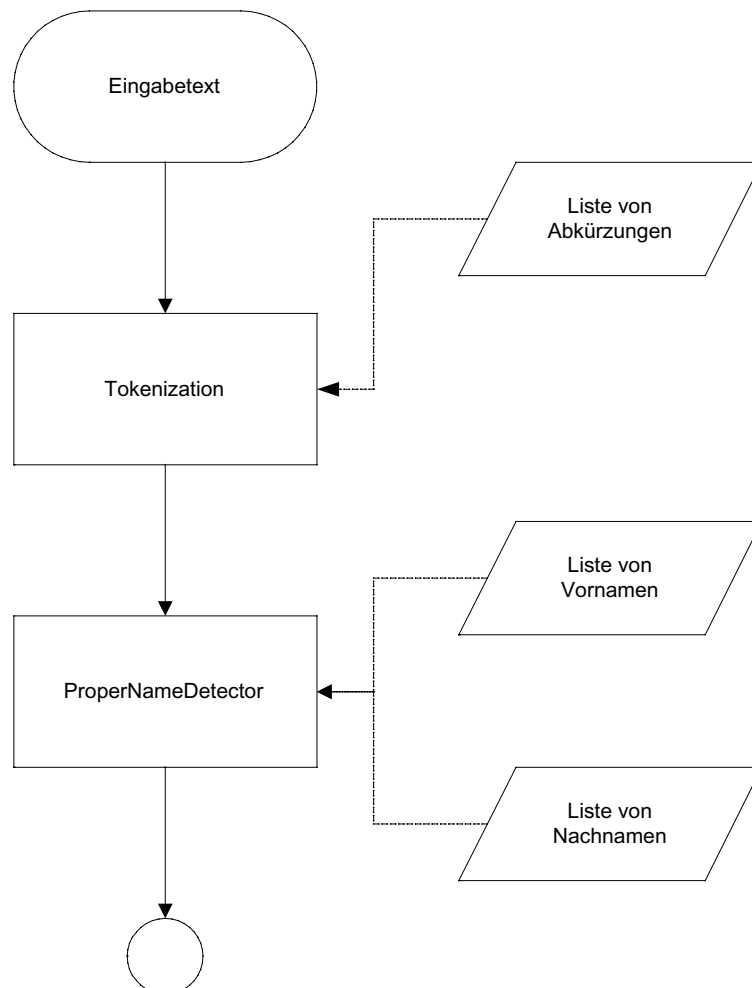 Eingabetext
Liste von
Abkürzungen
Tokenization
Liste von
Vornamen
ProperNameDetector
Liste von
Nachnamen